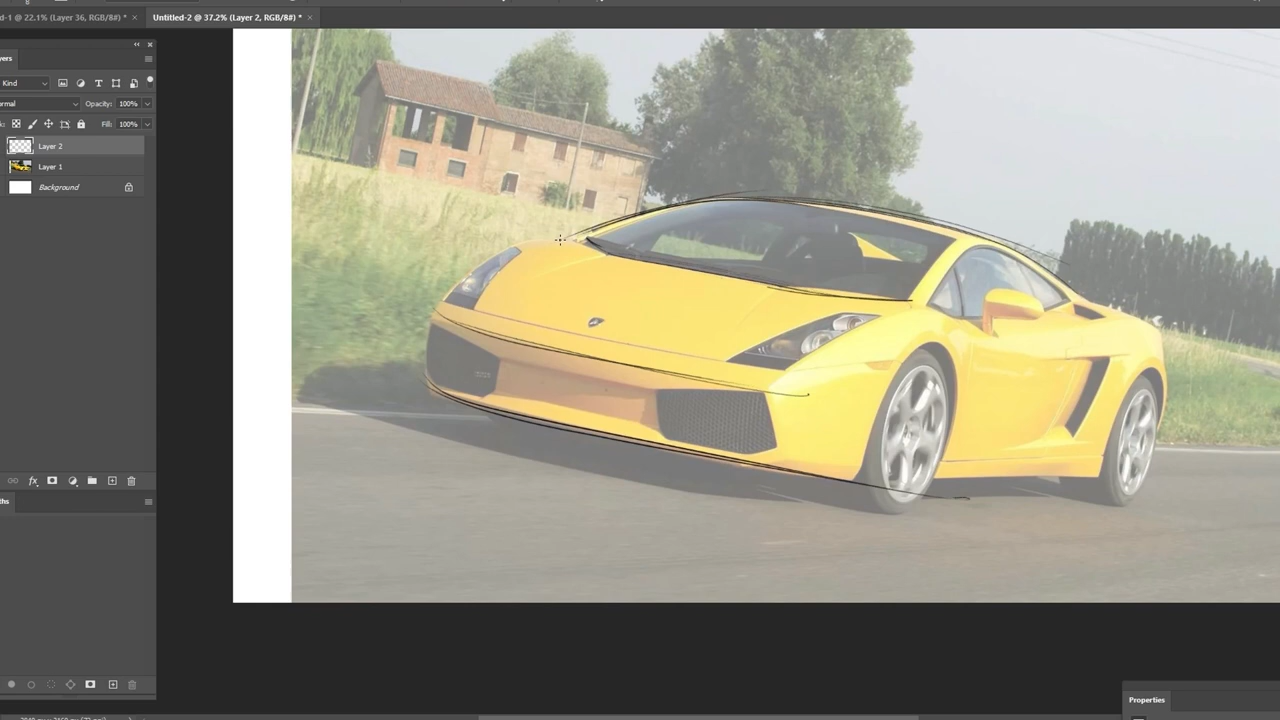 d-1 @ 22.1% (Layer 36, RGB/8#) * × Untitled-2 @ 37.2% (Layer 2, RGB/8#) * ×
yers
Kind
rmal Opacity: 100%
k: Fill: 100%
Layer 2
Layer 1
Background
fx
ths
Properties